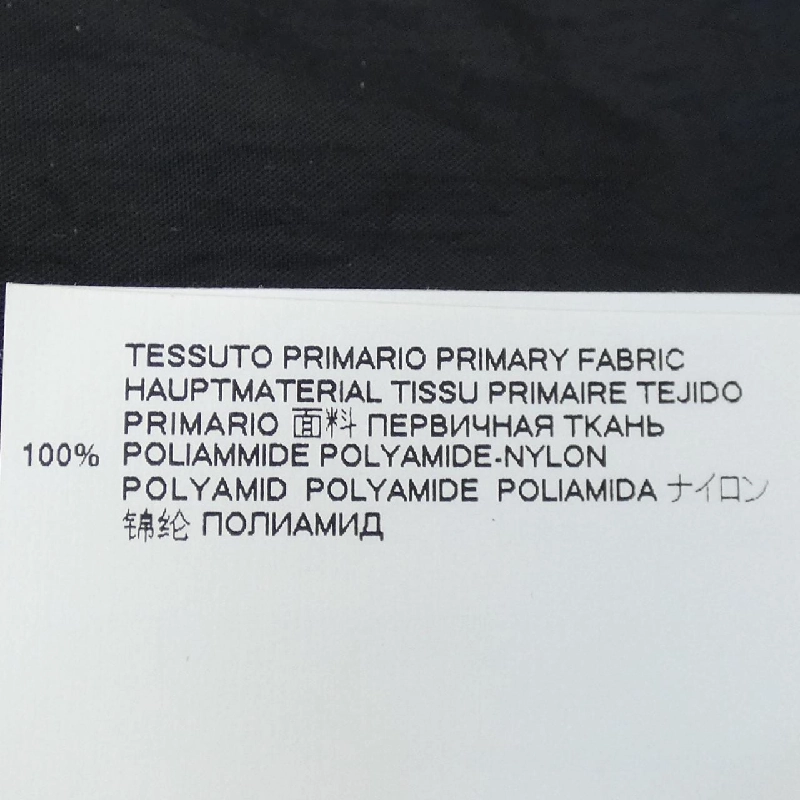 TESSUTO PRIMARIO PRIMARY FABRIC
HAUPTMATERIAL TISSU PRIMAIRE TEJIDO
PRIMARIO 面料 ПЕРВИЧНАЯ ТКАНЬ
100% POLIAMMIDE POLYAMIDE-NYLON
POLYAMID POLYAMIDE POLIAMIDA ナイロン
锦纶 ПОЛИАМИД